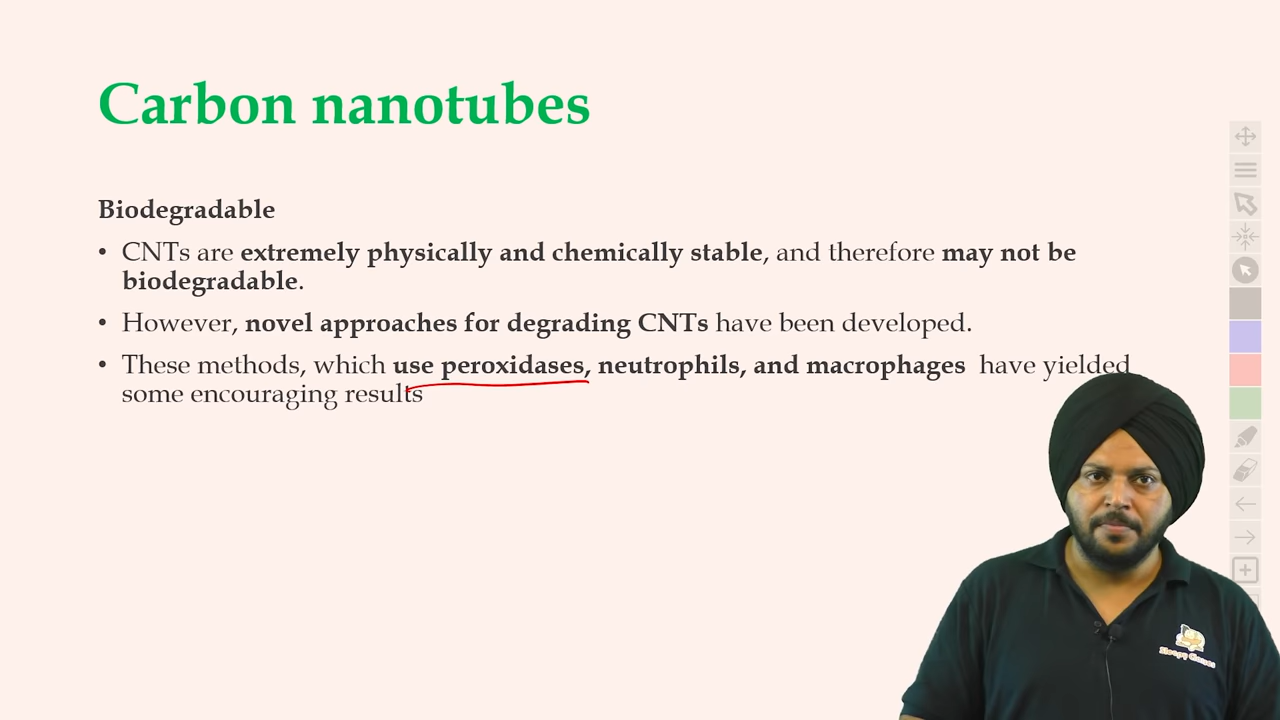 Carbon nanotubes
Biodegradable
• CNTs are extremely physically and chemically stable, and therefore may not be
biodegradable.
• However, novel approaches for degrading CNTs have been developed.
• These methods, which use peroxidases, neutrophils, and macrophages have yielded
some encouraging results